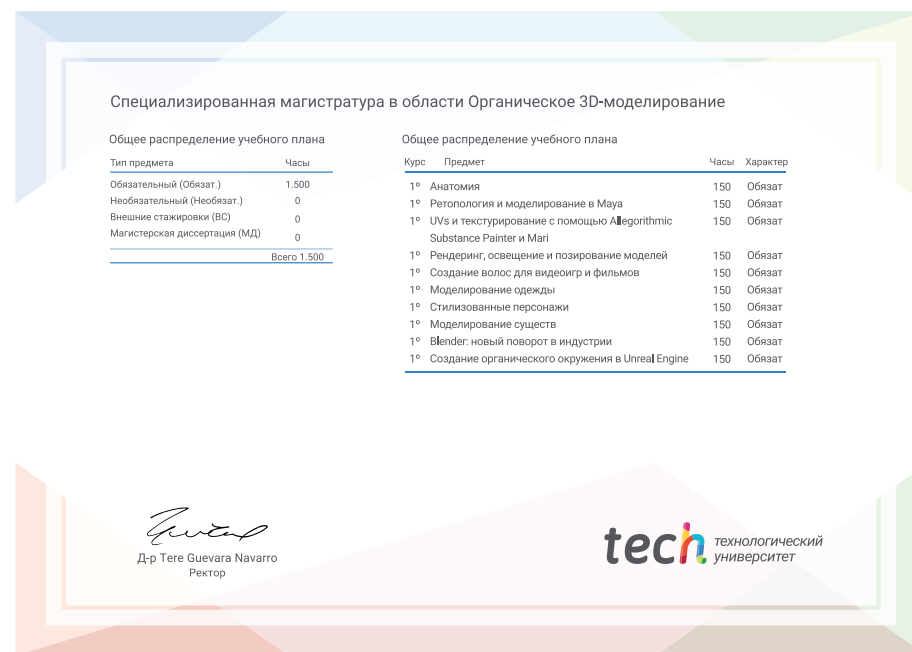 Специализированная магистратура в области Органическое 3D-моделирование
Общее распределение учебного плана
Тип предмета Часы
Обязательный (Обязат.) 1.500
Необязательный (Необязат.) 0
Внешние стажировки (ВС) 0
Магистерская диссертация (МД) 0
Всего 1.500
Общее распределение учебного плана
Курс Предмет Часы Характер
1º Анатомия 150 Обязат
1º Ретопология и моделирование в Maya 150 Обязат
1º UVs и текстурирование с помощью Allegorithmic 150 Обязат
Substance Painter и Mari
1º Рендеринг, освещение и позирование моделей 150 Обязат
1º Создание волос для видеоигр и фильмов 150 Обязат
1º Моделирование одежды 150 Обязат
1º Стилизованные персонажи 150 Обязат
1º Моделирование существ 150 Обязат
1º Blender: новый поворот в индустрии 150 Обязат
1º Создание органического окружения в Unreal Engine 150 Обязат
Д-р Tere Guevara Navarro
Ректор
tech технологический
университет